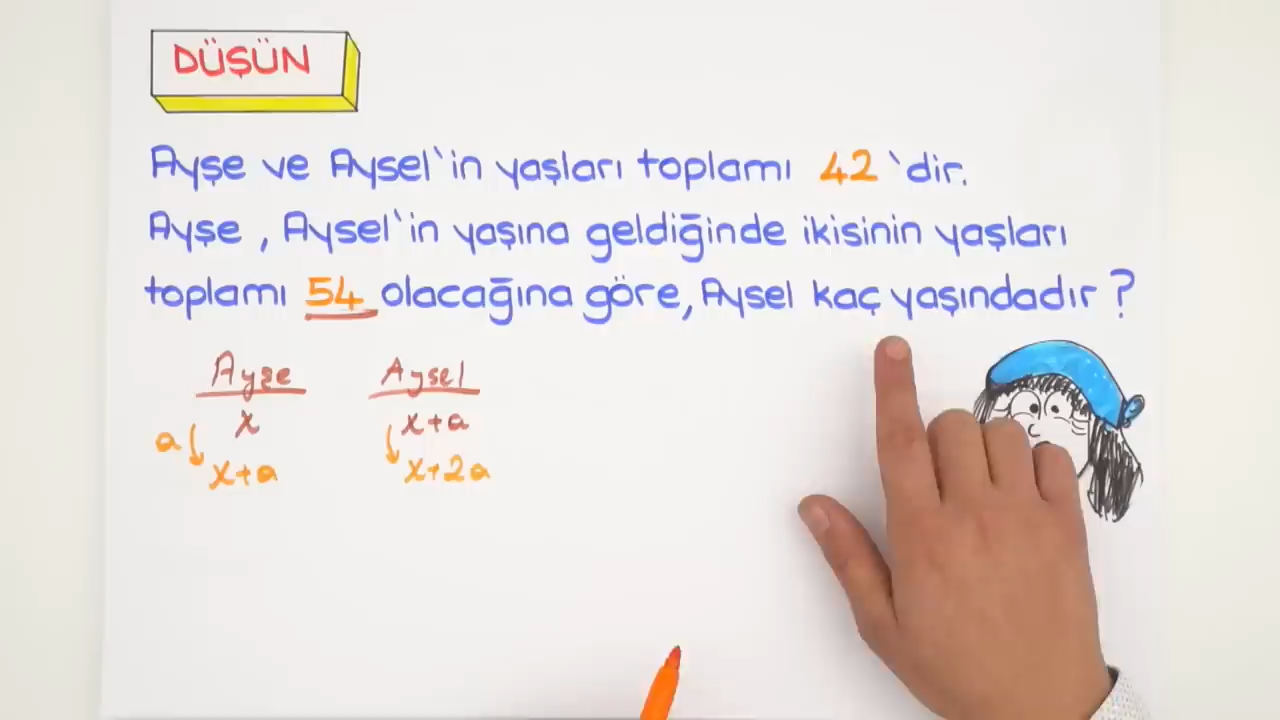 DÜŞÜN
Ayşe ve Aysel'in yaşları toplamı 42'dir.
Ayşe, Aysel'in yaşına geldiğinde ikisinin yaşları
toplamı 54 olacağına göre, Aysel kaç yaşındadır?
Ayşe Aysel
x x+a
a x+a x+2a